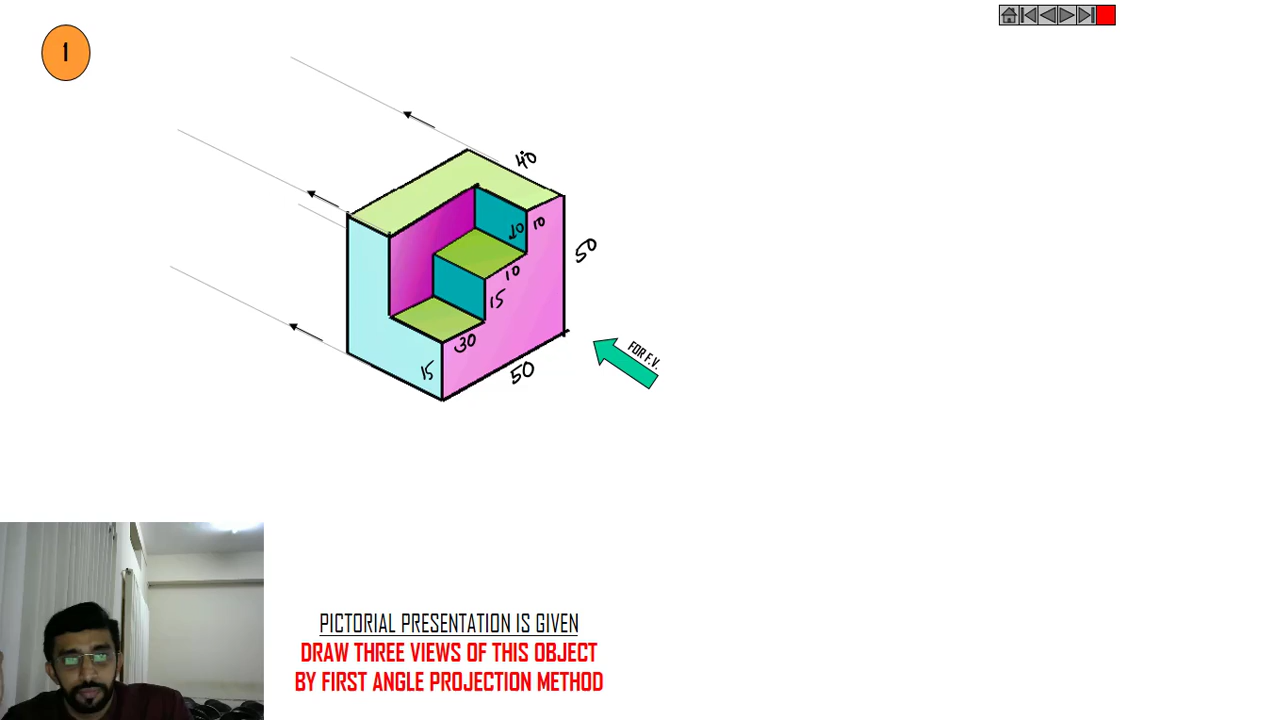 1
40
10
10
50
10
15
30
15
50
FOR F.V.
PICTORIAL PRESENTATION IS GIVEN
DRAW THREE VIEWS OF THIS OBJECT
BY FIRST ANGLE PROJECTION METHOD